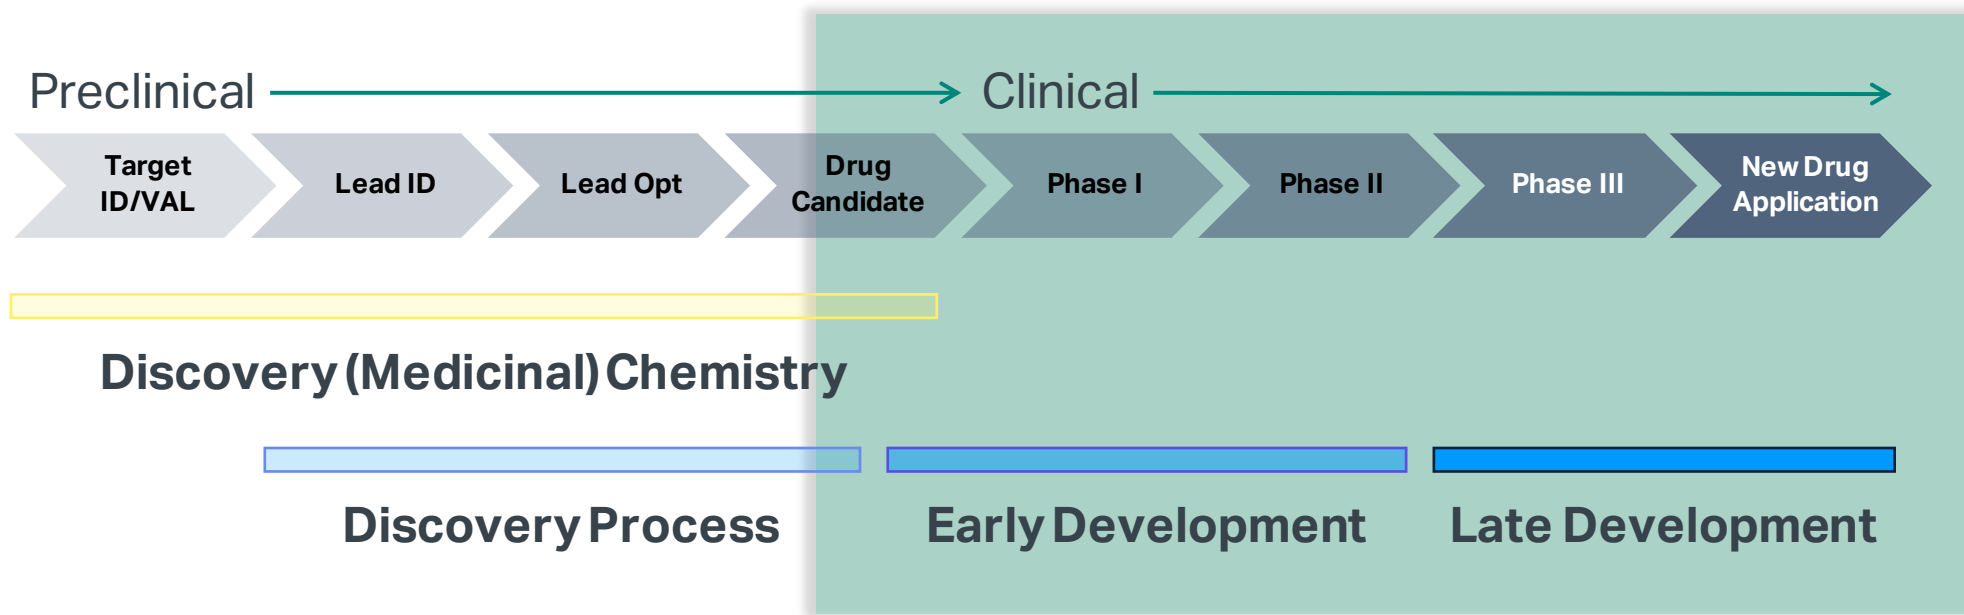 Preclinical
Clinical
Target
ID/VAL
Lead ID
Lead Opt
Drug
Candidate
Phase I
Phase II
Phase III
New Drug
Application
Discovery (Medicinal) Chemistry
Discovery Process
Early Development
Late Development